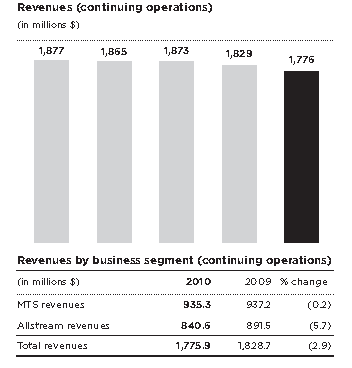 Revenues (continuing operations)
(in millions $)
1,877 1,865 1,873 1,829 1,776
Revenues by business segment (continuing operations)
(in millions $) 2010 2009 % change
MTS revenues 935.3 937.2 (0.2)
Allstream revenues 840.6 891.5 (5.7)
Total revenues 1,775.9 1,828.7 (2.9)